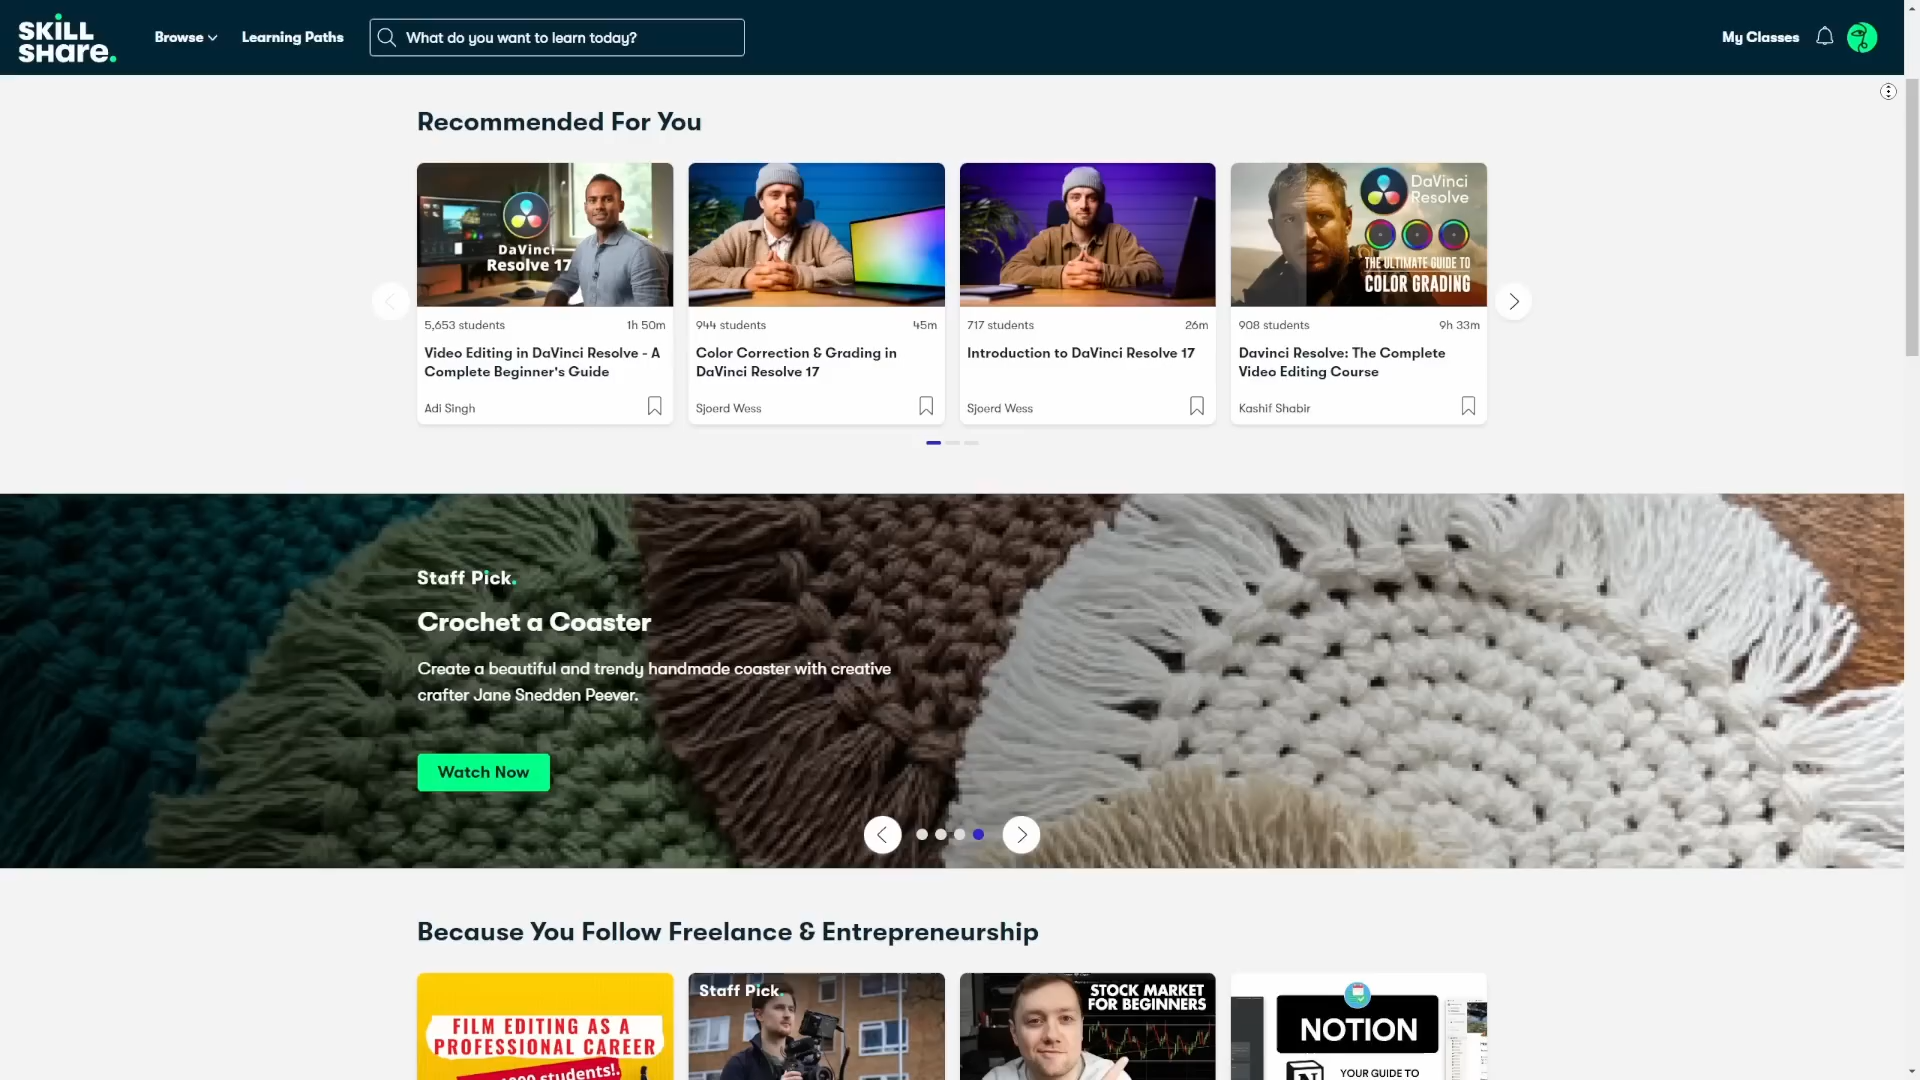 SKILL
SHare.
Browse
Learning Paths
What do you want to learn today?
My Classes
Recommended For You
DaVinci
Resolve 17
5,653 students
1h 50m
Video Editing in DaVinci Resolve - A
Complete Beginner's Guide
Adi Singh
944 students
45m
Color Correction & Grading in
DaVinci Resolve 17
Sjoerd Wess
717 students
26m
Introduction to DaVinci Resolve 17
Sjoerd Wess
DaVinci
Resolve
THE ULTIMATE GUIDE TO
COLOR GRADING
908 students
9h 33m
Davinci Resolve: The Complete
Video Editing Course
Kashif Shabir
Staff Pick.
Crochet a Coaster
Create a beautiful and trendy handmade coaster with creative
crafter Jane Snedden Peever.
Watch Now
Because You Follow Freelance & Entrepreneurship
FILM EDITING AS A
PROFESSIONAL CAREER
students!.
Staff Pick.
STOCK MARKET
FOR BEGINNERS
NOTION
YOUR GUIDE TO